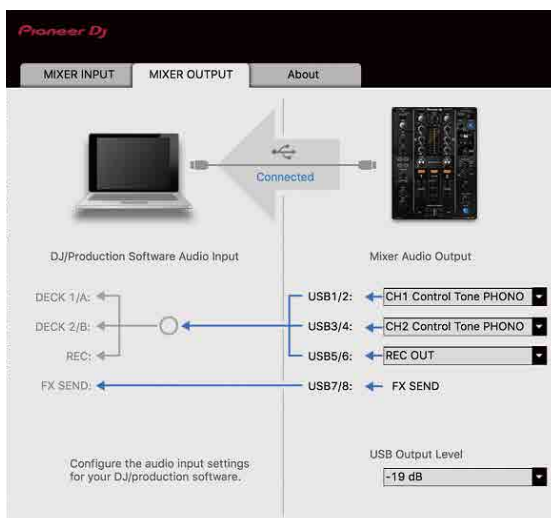 Pioneer Dj
MIXER INPUT
MIXER OUTPUT
About
Connected
DJ/Production Software Audio Input
Mixer Audio Output
DECK 1/A:
USB1/2:
CH1 Control Tone PHONO
DECK 2/B:
USB3/4:
CH2 Control Tone PHONO
REC:
USB5/6:
REC OUT
FX SEND:
USB7/8:
FX SEND
Configure the audio input settings
for your DJ/production software.
USB Output Level
-19 dB